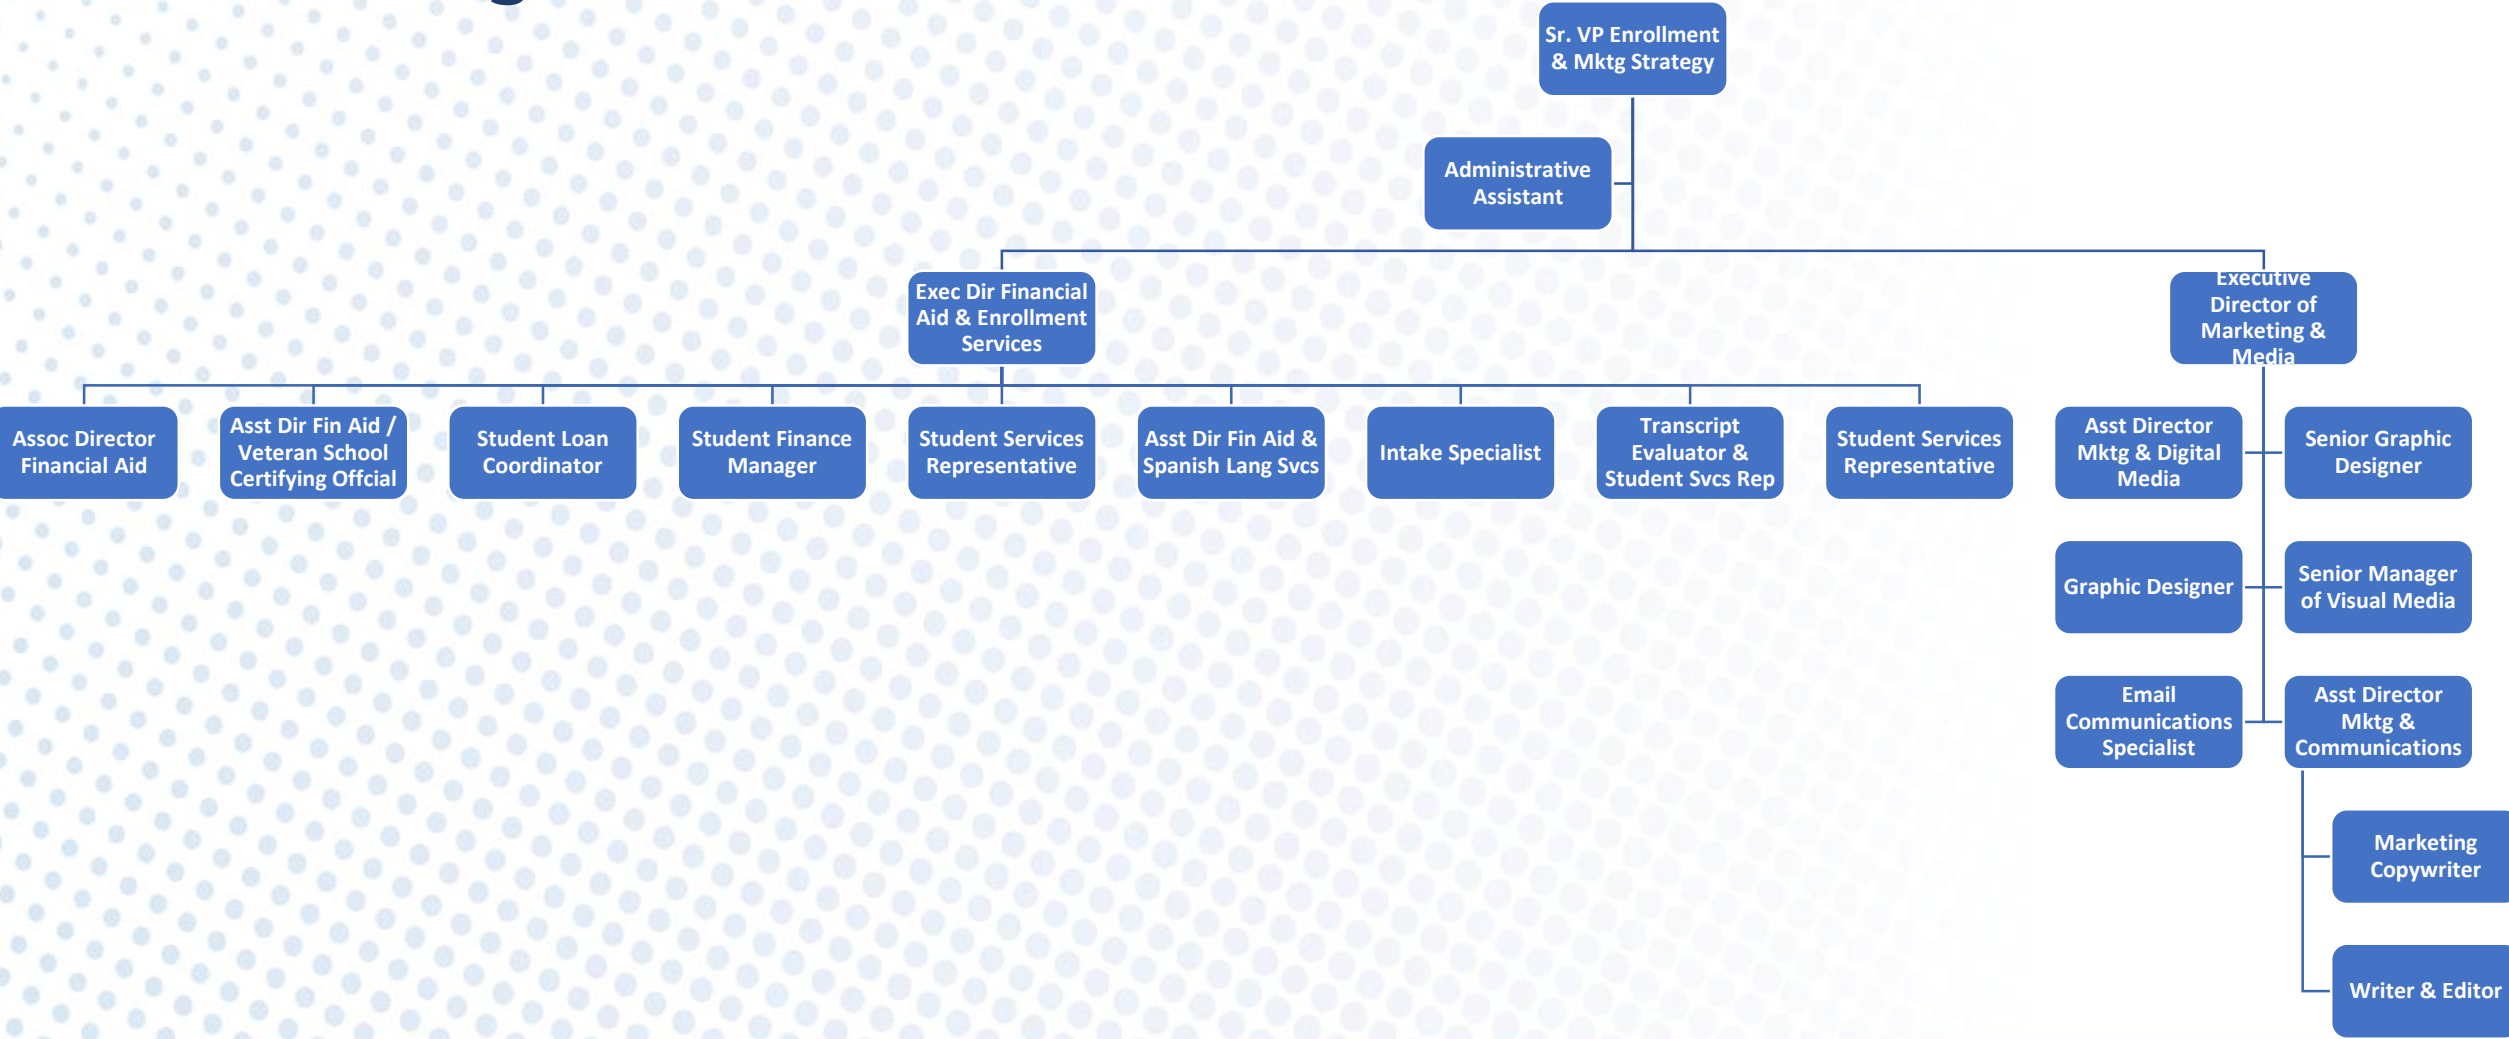 Sr. VP Enrollment
& Mktg Strategy
Administrative
Assistant
Exec Dir Financial
Aid & Enrollment
Services
Executive
Director of
Marketing &
Media
Assoc Director
Financial Aid
Asst Dir Fin Aid /
Veteran School
Certifying Offcial
Student Loan
Coordinator
Student Finance
Manager
Student Services
Representative
Asst Dir Fin Aid &
Spanish Lang Svcs
Intake Specialist
Transcript
Evaluator &
Student Svcs Rep
Student Services
Representative
Asst Director
Mktg & Digital
Media
Senior Graphic
Designer
Graphic Designer
Senior Manager
of Visual Media
Email
Communications
Specialist
Asst Director
Mktg &
Communications
Marketing
Copywriter
Writer & Editor